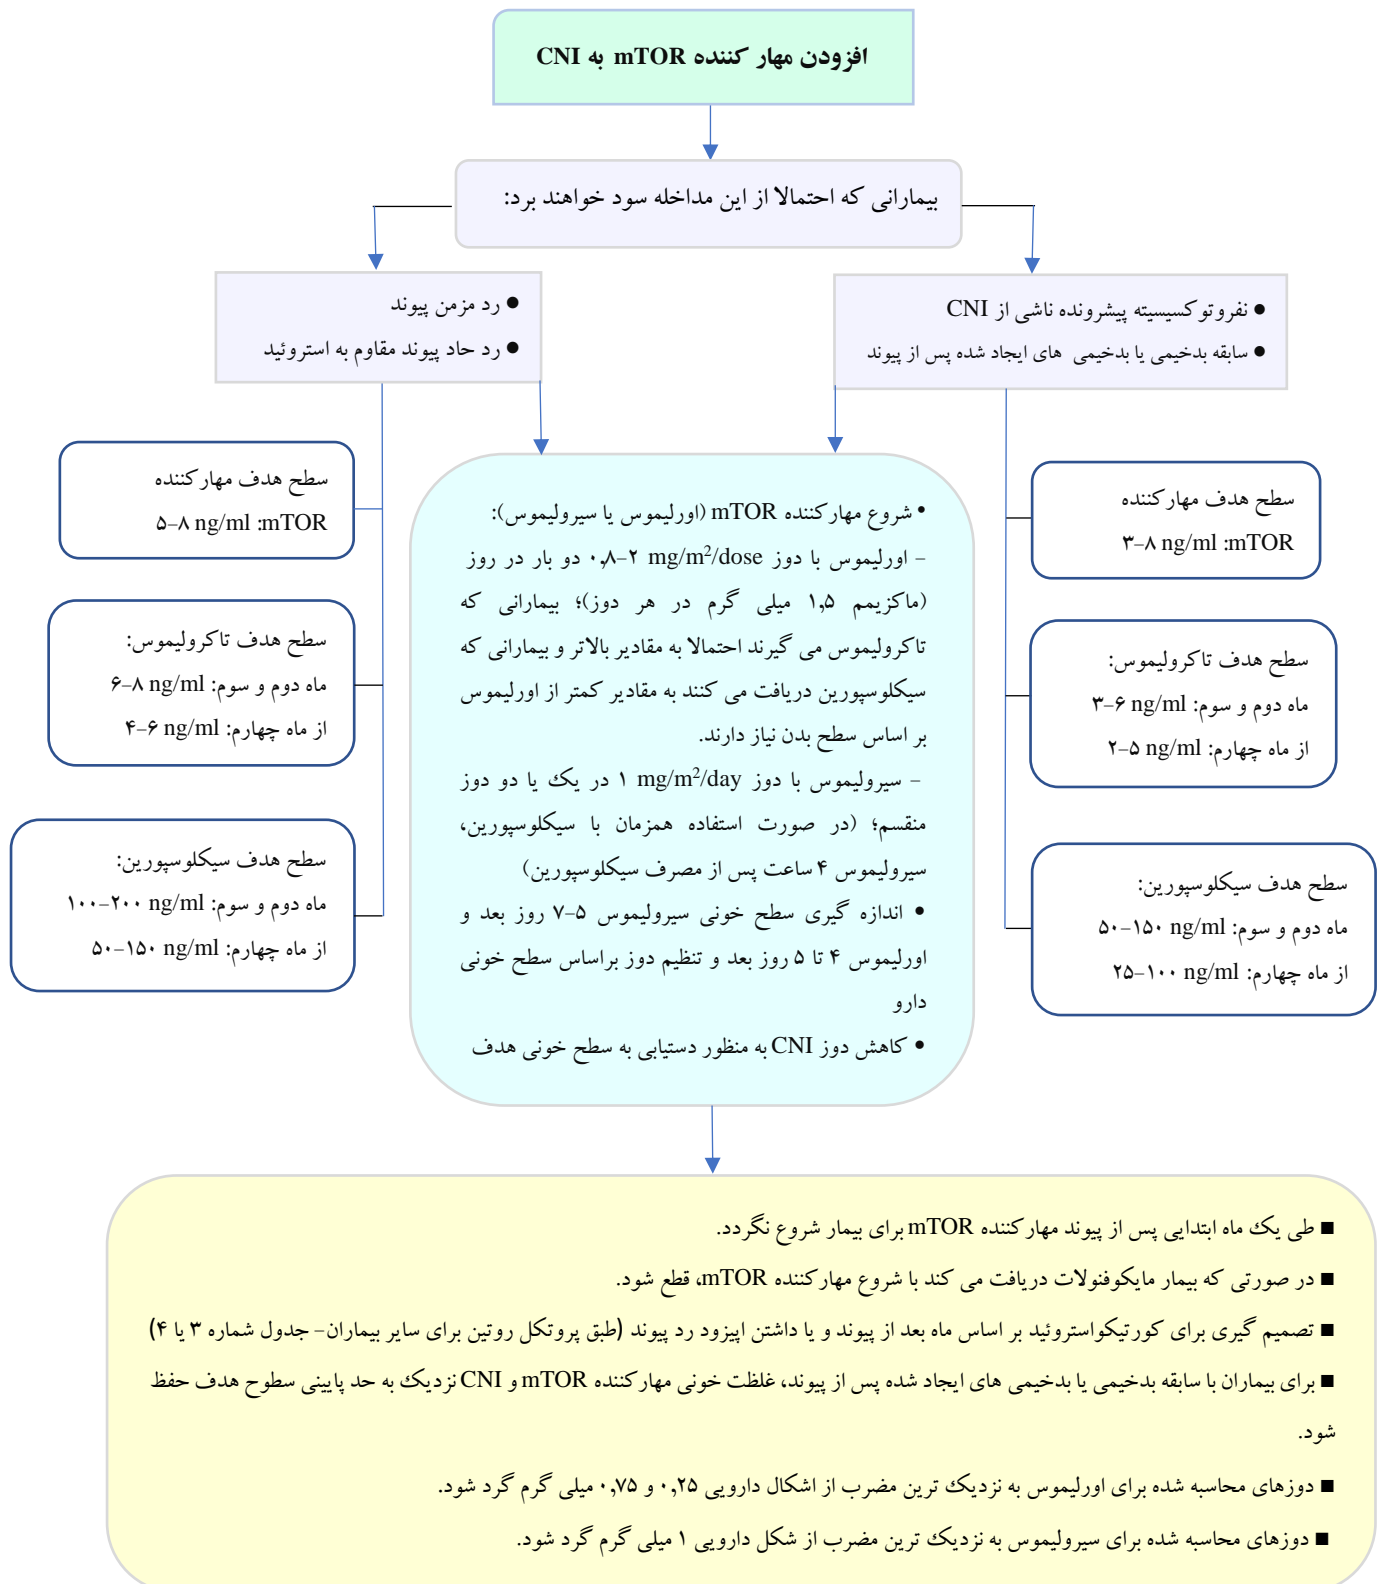 افزودن مهار کننده mTOR به CNI
بیمارانی که احتمالا از این مداخله سود خواهند برد:
● نفروتوکسیسیته پیشرونده ناشی از CNI
● سابقه بدخیمی یا بدخیمی های ایجاد شده پس از پیوند
● رد مزمن پیوند
● رد حاد پیوند مقاوم به استروئید
سطح هدف مهارکننده
mTOR: ۳-۸ ng/ml
سطح هدف تاکرولیموس:
ماه دوم و سوم: ۳-۶ ng/ml
از ماه چهارم: ۲-۵ ng/ml
سطح هدف سیکلوسپورین:
ماه دوم و سوم: ۵۰-۱۵۰ ng/ml
از ماه چهارم: ۲۵-۱۰۰ ng/ml
• شروع مهارکننده mTOR (اورلیموس یا سیرولیموس):
- اورلیموس با دوز ۰,۸-۲ mg/m²/dose دو بار در روز
(ماکزیمم ۱,۵ میلی گرم در هر دوز)؛ بیمارانی که
تاکرولیموس می گیرند احتمالا به مقادیر بالاتر و بیمارانی که
سیکلوسپورین دریافت می کنند به مقادیر کمتر از اورلیموس
بر اساس سطح بدن نیاز دارند.
- سیرولیموس با دوز ۱ mg/m²/day در یک یا دو دوز
منقسم؛ (در صورت استفاده همزمان با سیکلوسپورین،
سیرولیموس ۴ ساعت پس از مصرف سیکلوسپورین)
● اندازه گیری سطح خونی سیرولیموس ۵-۷ روز بعد و
اورلیموس ۴ تا ۵ روز بعد و تنظیم دوز براساس سطح خونی
دارو
● کاهش دوز CNI به منظور دستیابی به سطح خونی هدف
سطح هدف مهارکننده
mTOR: ۵-۸ ng/ml
سطح هدف تاکرولیموس:
ماه دوم و سوم: ۶-۸ ng/ml
از ماه چهارم: ۴-۶ ng/ml
سطح هدف سیکلوسپورین:
ماه دوم و سوم: ۱۰۰-۲۰۰ ng/ml
از ماه چهارم: ۵۰-۱۵۰ ng/ml
■ طی یک ماه ابتدایی پس از پیوند مهارکننده mTOR برای بیمار شروع نگردد.
■ در صورتی که بیمار مایکوفنولات دریافت می کند با شروع مهارکننده mTOR، قطع شود.
■ تصمیم گیری برای کورتیکواستروئید بر اساس ماه بعد از پیوند و یا داشتن اپیزود رد پیوند (طبق پروتکل روتین برای سایر بیماران- جدول شماره ۳ یا ۴)
■ برای بیماران با سابقه بدخیمی یا بدخیمی های ایجاد شده پس از پیوند، غلظت خونی مهارکننده mTOR و CNI نزدیک به حد پایینی سطوح هدف حفظ
شود.
■ دوزهای محاسبه شده برای اورلیموس به نزدیک ترین مضرب از اشکال دارویی ۰,۲۵ و ۰,۷۵ میلی گرم گرد شود.
■ دوزهای محاسبه شده برای سیرولیموس به نزدیک ترین مضرب از شکل دارویی ۱ میلی گرم گرد شود.